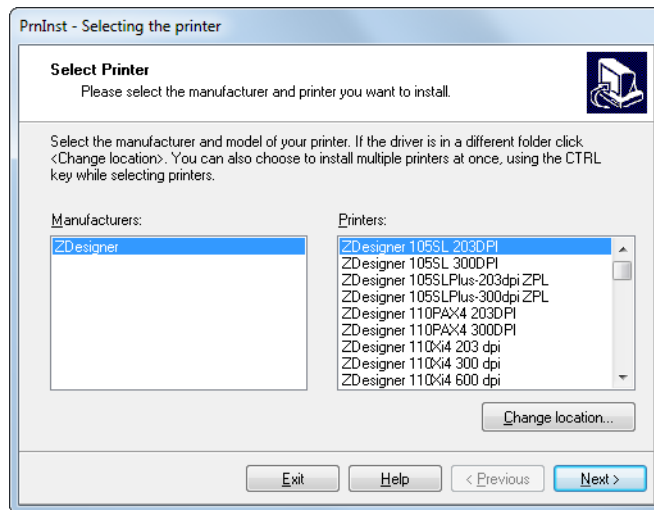 PrnInst - Selecting the printer
Select Printer
Please select the manufacturer and printer you want to install.
Select the manufacturer and model of your printer. If the driver is in a different folder click
<Change location>. You can also choose to install multiple printers at once, using the CTRL
key while selecting printers.
Manufacturers:
ZDesigner
Printers:
ZDesigner 105SL 203DPI
ZDesigner 105SL 300DPI
ZDesigner 105SLPlus-203dpi ZPL
ZDesigner 105SLPlus-300dpi ZPL
ZDesigner 110PAX4 203DPI
ZDesigner 110PAX4 300DPI
ZDesigner 110Xi4 203 dpi
ZDesigner 110Xi4 300 dpi
ZDesigner 110Xi4 600 dpi
Change location...
Exit
Help
< Previous
Next >